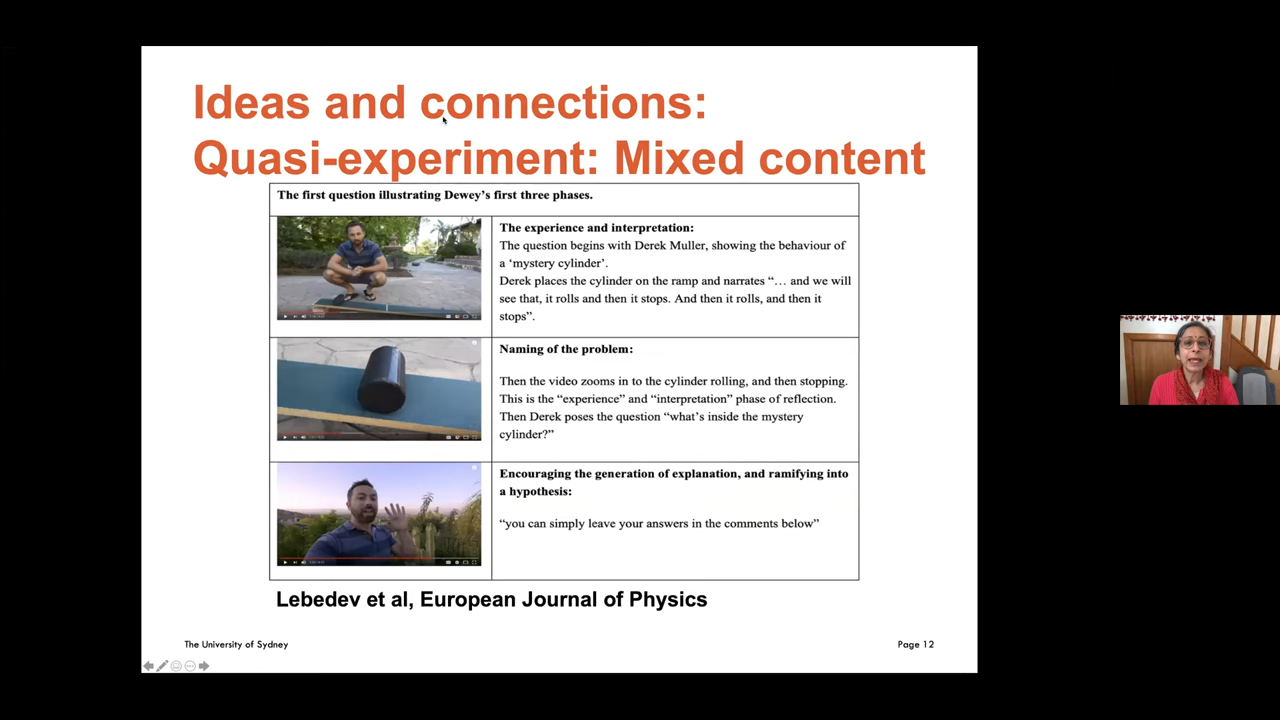 Ideas and connections:
Quasi-experiment: Mixed content
The first question illustrating Dewey's first three phases.
The experience and interpretation:
The question begins with Derek Muller, showing the behaviour of
a ‘mystery cylinder’.
Derek places the cylinder on the ramp and narrates “… and we will
see that, it rolls and then it stops. And then it rolls, and then it
stops”.
Naming of the problem:
Then the video zooms in to the cylinder rolling, and then stopping.
This is the “experience” and “interpretation” phase of reflection.
Then Derek poses the question “what’s inside the mystery
cylinder?”
Encouraging the generation of explanation, and ramifying into
a hypothesis:
“you can simply leave your answers in the comments below”
Lebedev et al, European Journal of Physics
The University of Sydney
Page 12